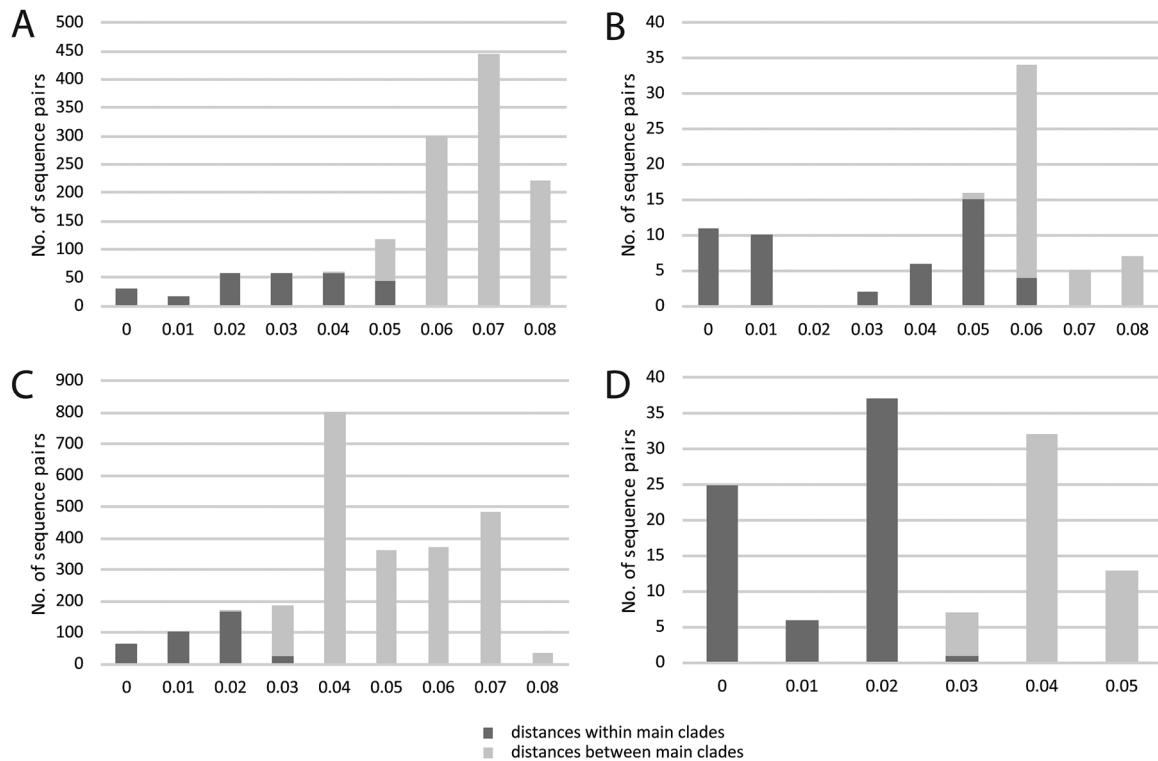 A
No. of sequence pairs
500
450
400
350
300
250
200
150
100
50
0
0 0.01 0.02 0.03 0.04 0.05 0.06 0.07 0.08
B
No. of sequence pairs
40
35
30
25
20
15
10
5
0
0 0.01 0.02 0.03 0.04 0.05 0.06 0.07 0.08
C
No. of sequence pairs
900
800
700
600
500
400
300
200
100
0
0 0.01 0.02 0.03 0.04 0.05 0.06 0.07 0.08
D
No. of sequence pairs
40
35
30
25
20
15
10
5
0
0 0.01 0.02 0.03 0.04 0.05
distances within main clades
distances between main clades